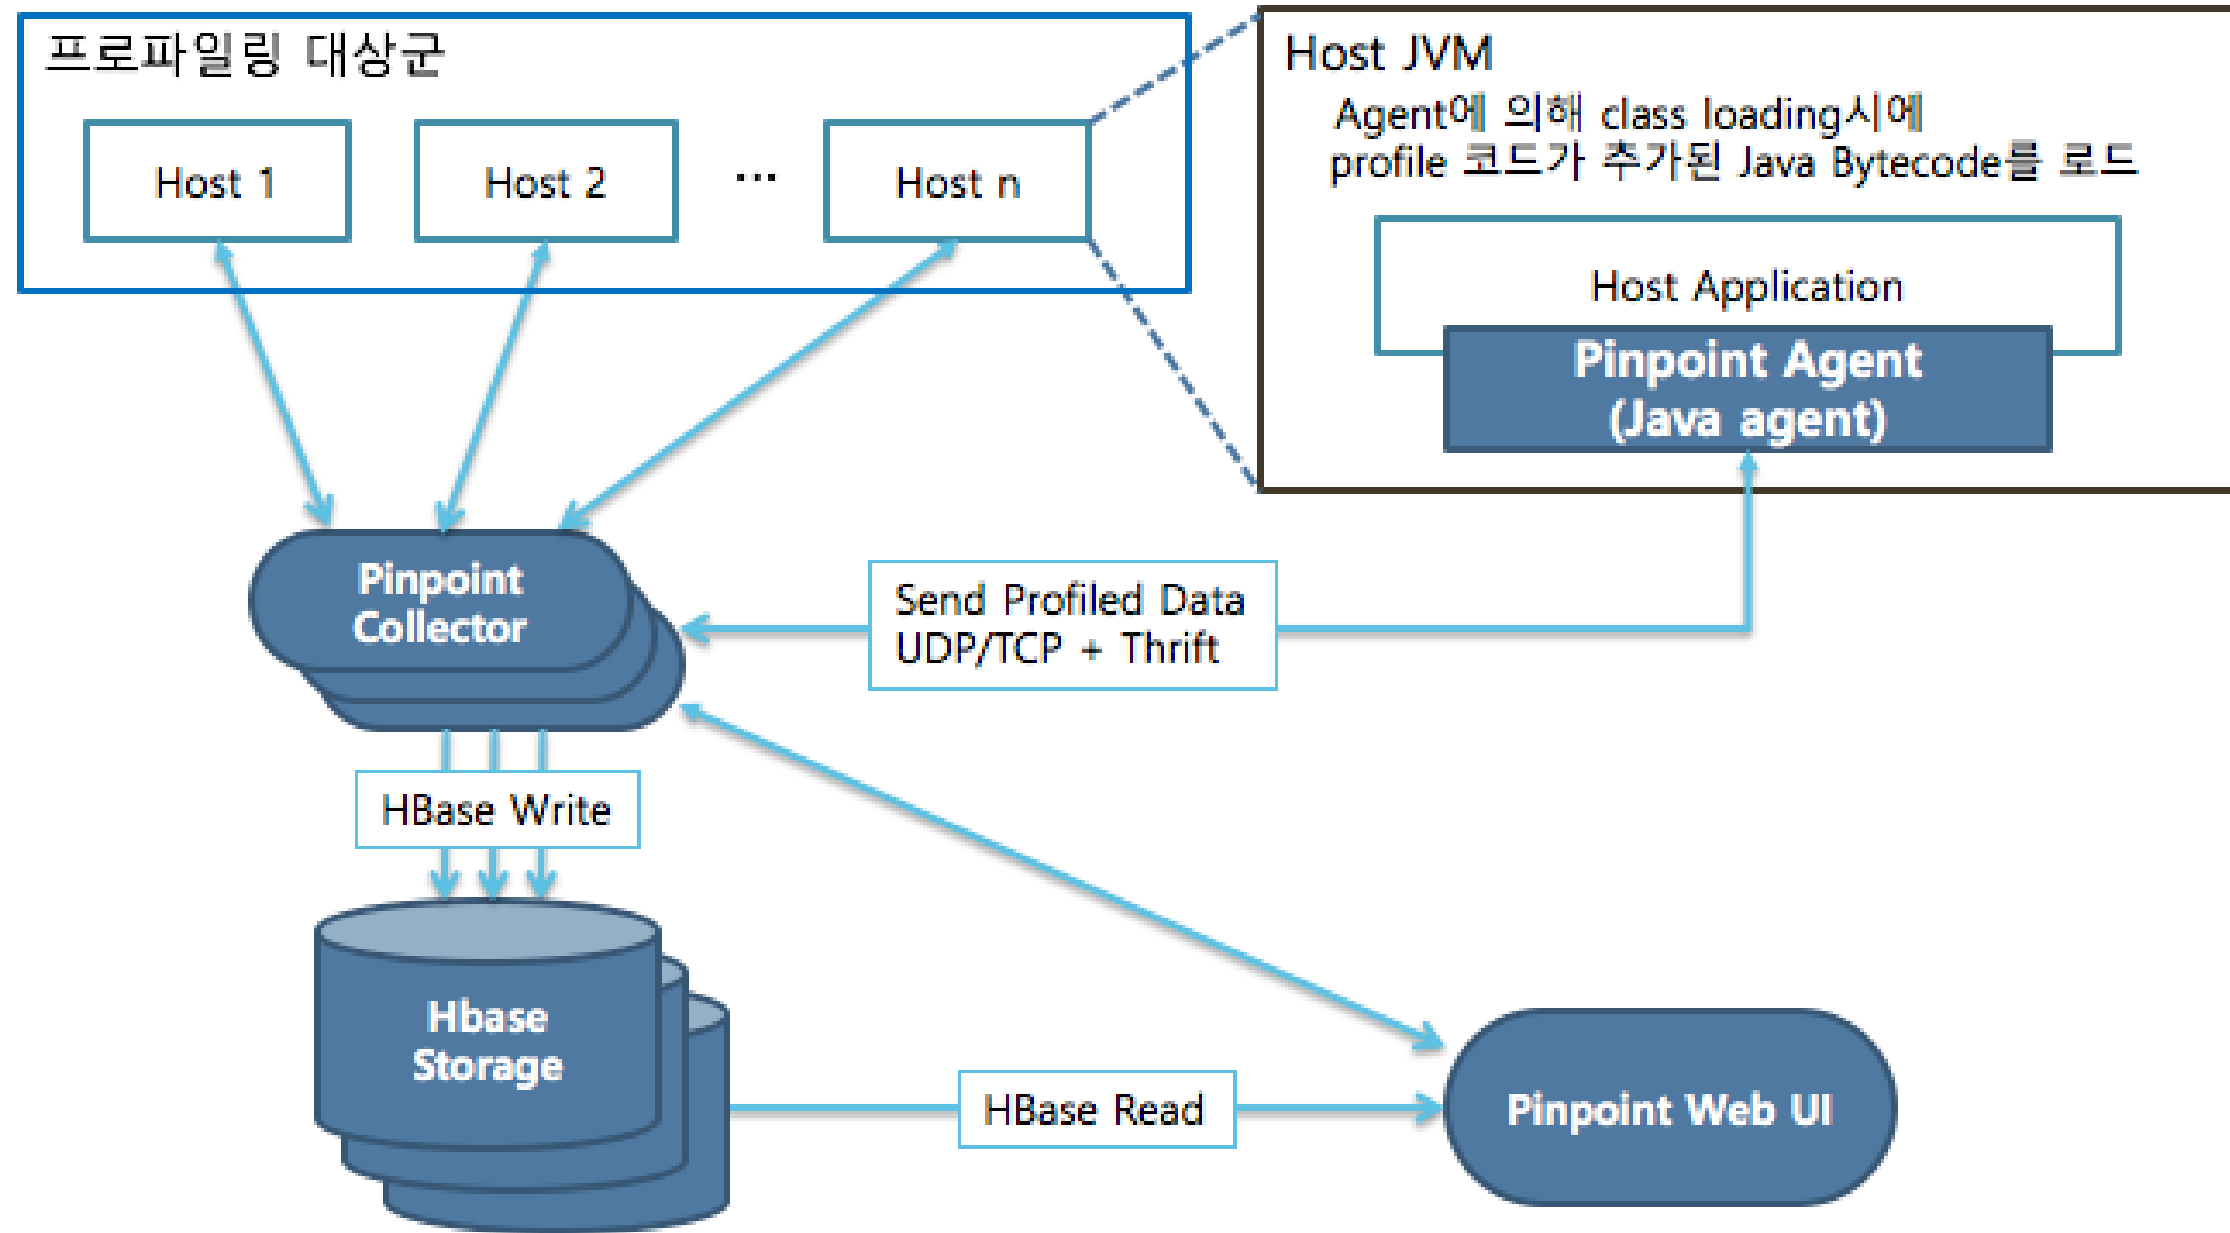 프로파일링 대상군
Host 1
Host 2
...
Host n
Host JVM
Agent에 의해 class loading시에
profile 코드가 추가된 Java Bytecode를 로드
Host Application
Pinpoint Agent
(Java agent)
Pinpoint
Collector
Send Profiled Data
UDP/TCP + Thrift
HBase Write
Hbase
Storage
HBase Read
Pinpoint Web UI